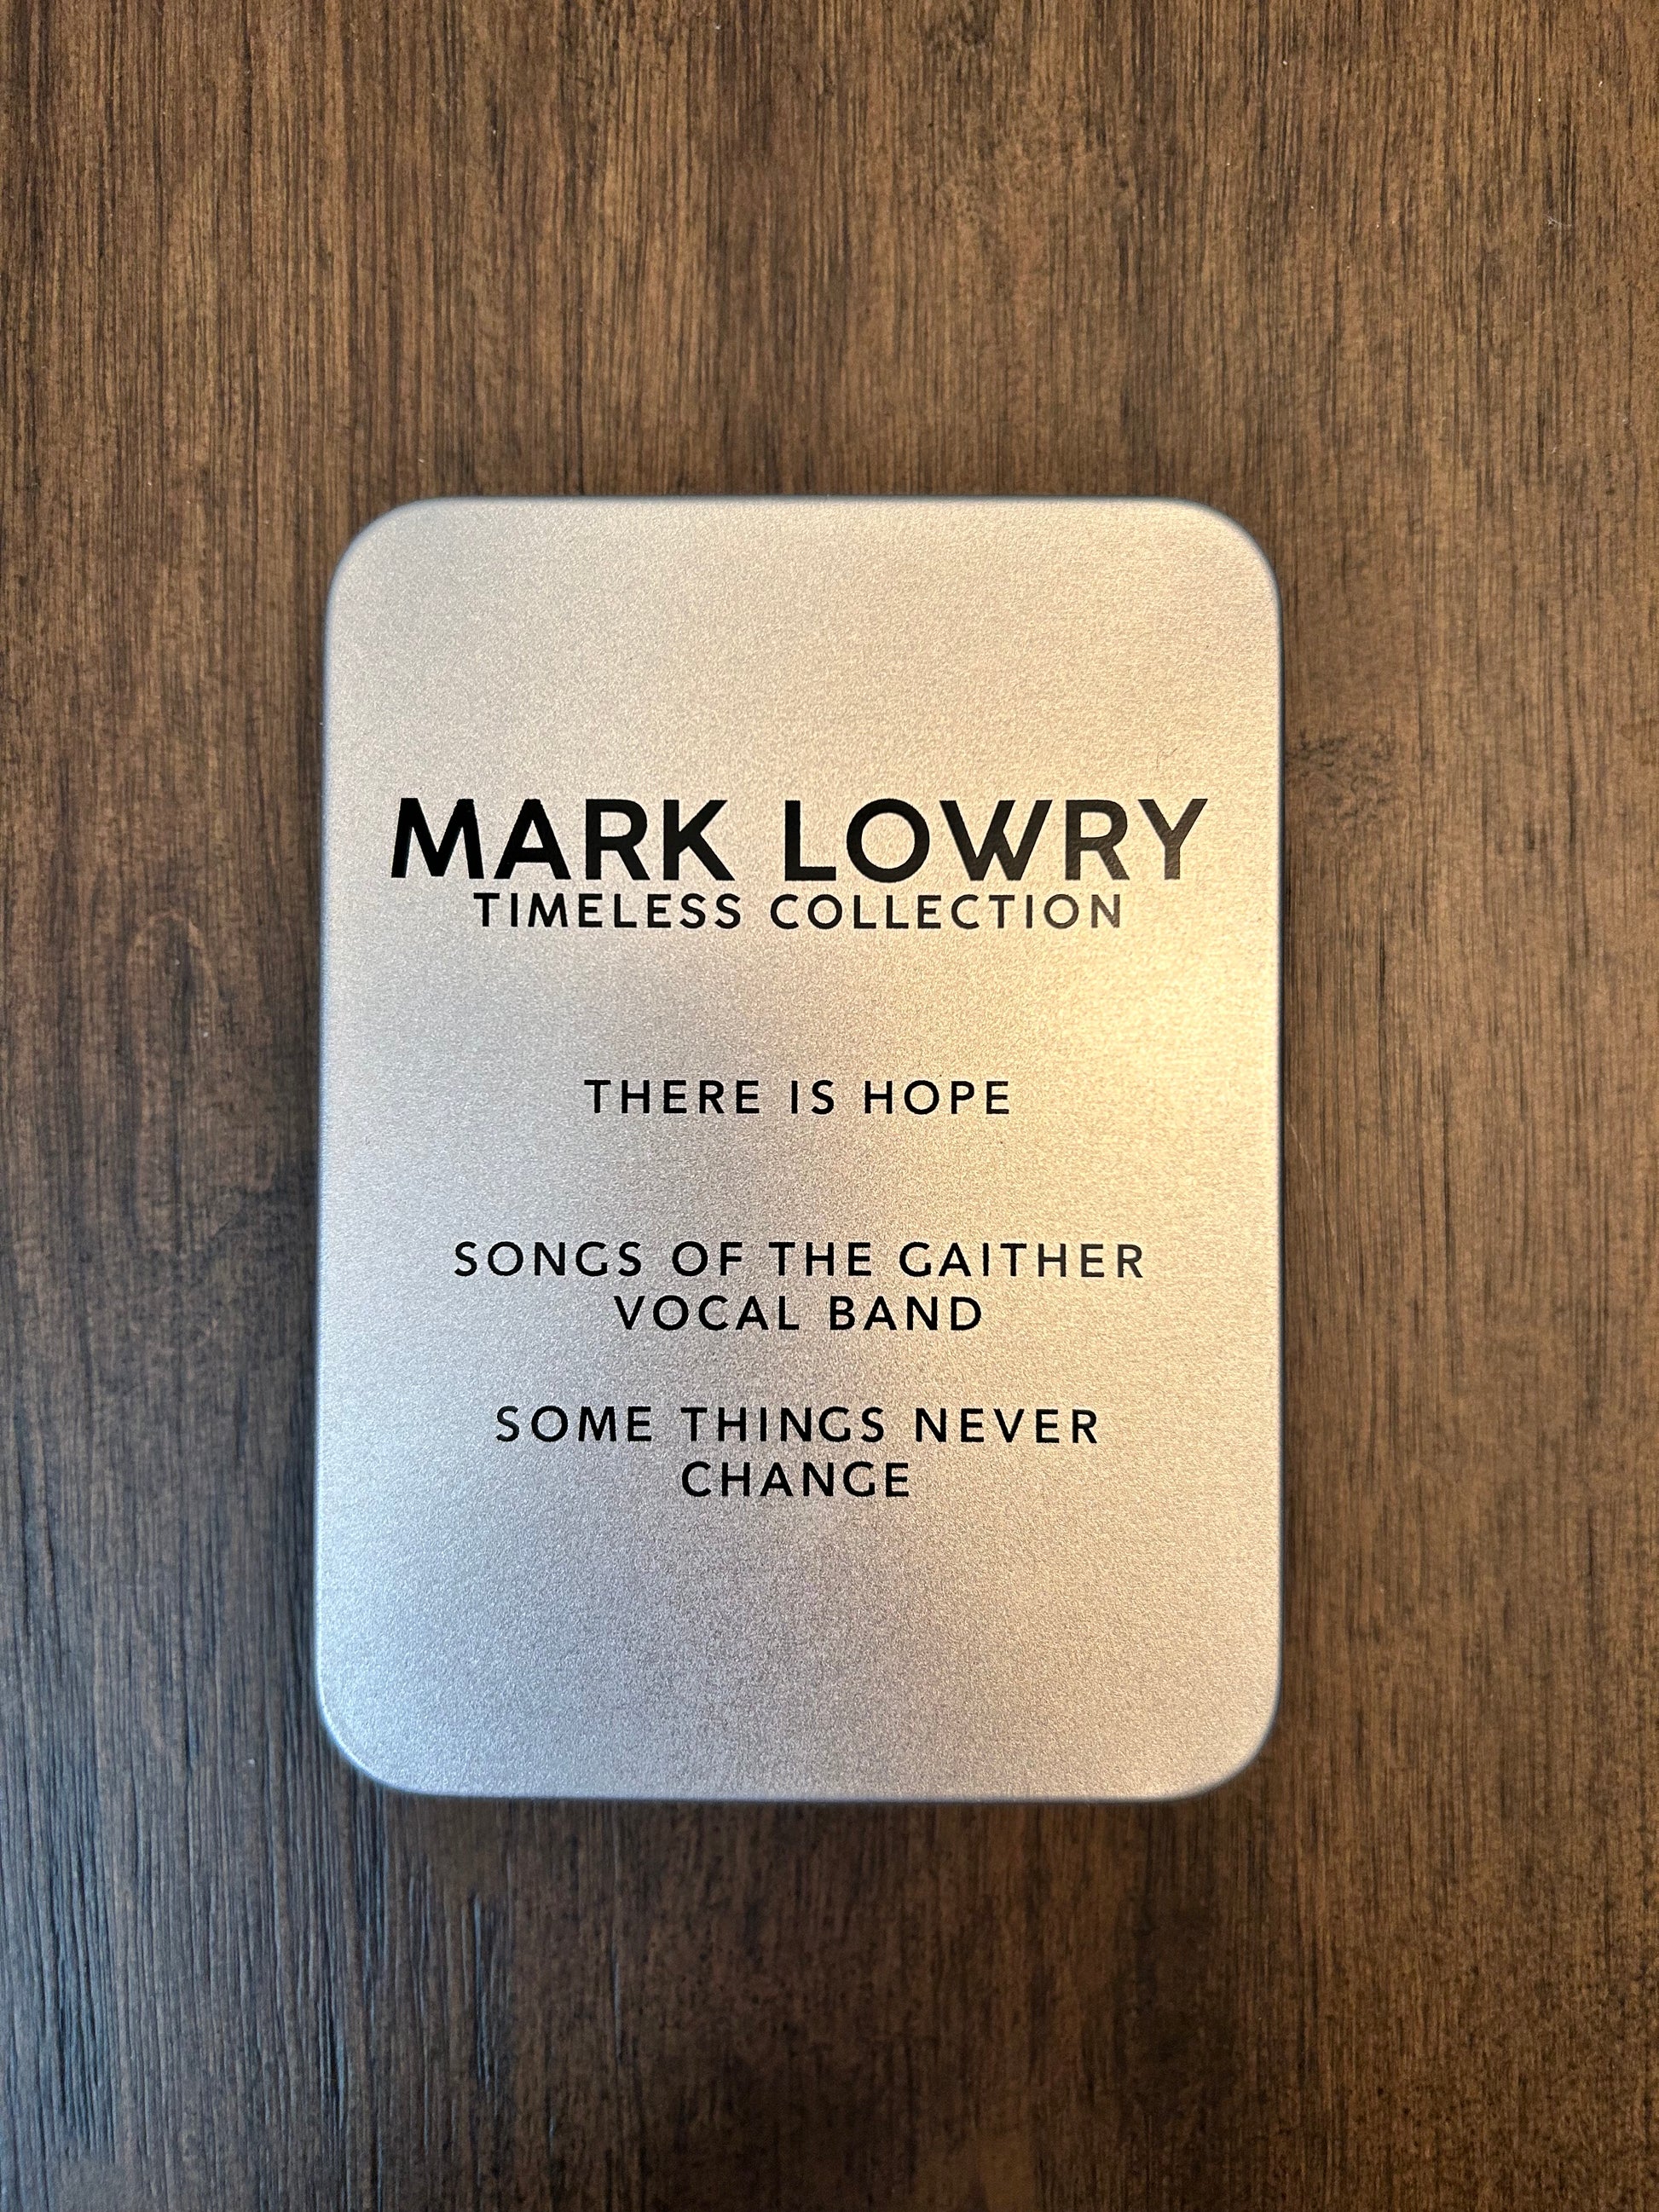 MARK LOWRY
TIMELESS COLLECTION
THERE IS HOPE
SONGS OF THE GAITHER
VOCAL BAND
SOME THINGS NEVER
CHANGE